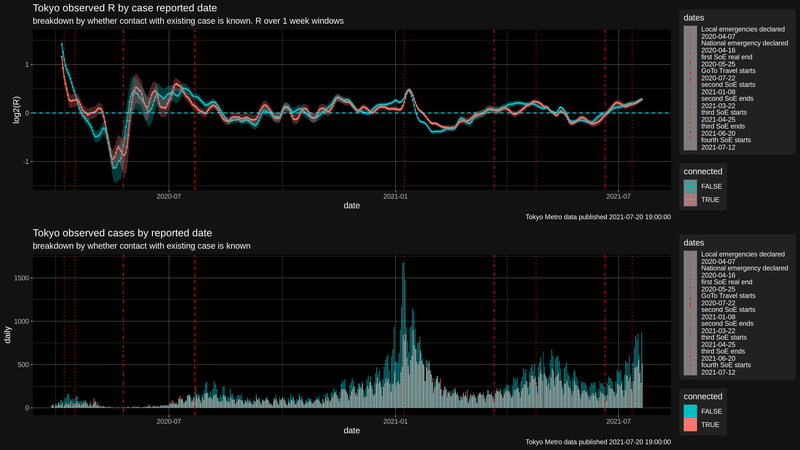 Tokyo observed R by case reported date
breakdown by whether contact with existing case is known. R over 1 week windows
log2(R)
1
0
-1
2020-07
2021-01
2021-07
date
Tokyo Metro data published 2021-07-20 19:00:00
dates
Local emergencies declared
2020-04-07
National emergency declared
2020-04-16
first SoE real end
2020-05-25
GoTo Travel starts
2020-07-22
second SoE starts
2021-01-08
second SoE ends
2021-03-22
third SoE starts
2021-04-25
third SoE ends
2021-06-20
fourth SoE starts
2021-07-12
connected
FALSE
TRUE
Tokyo observed cases by reported date
breakdown by whether contact with existing case is known
daily
1500
1000
500
0
2020-07
2021-01
2021-07
date
Tokyo Metro data published 2021-07-20 19:00:00
dates
Local emergencies declared
2020-04-07
National emergency declared
2020-04-16
first SoE real end
2020-05-25
GoTo Travel starts
2020-07-22
second SoE starts
2021-01-08
second SoE ends
2021-03-22
third SoE starts
2021-04-25
third SoE ends
2021-06-20
fourth SoE starts
2021-07-12
connected
FALSE
TRUE